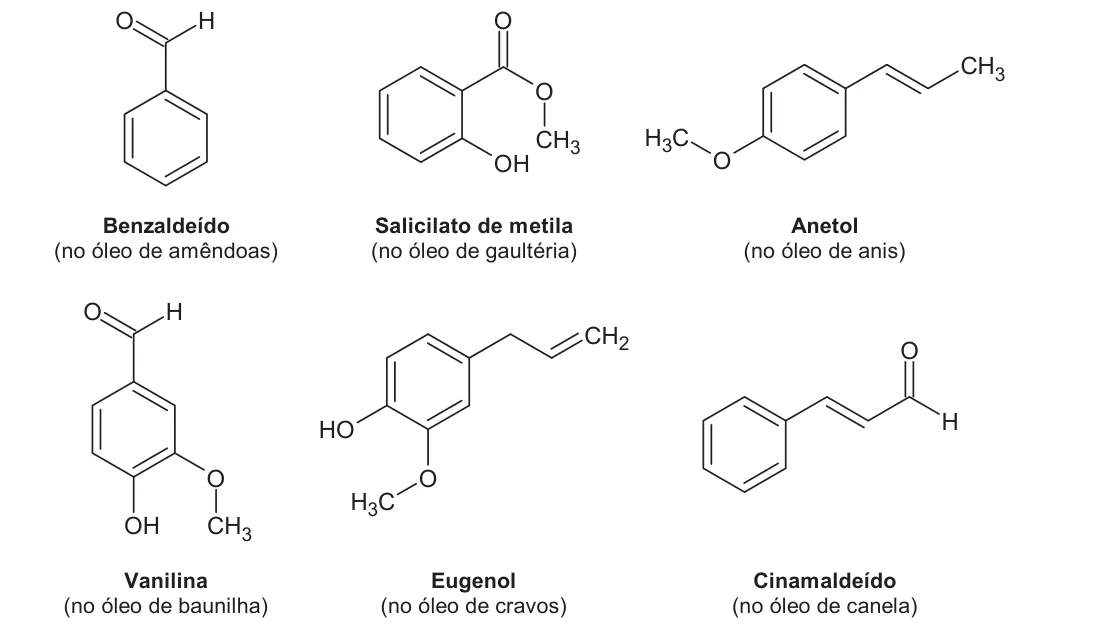 O H
O
O
CH3
OH
CH3
H3C
O
Benzaldeído
(no óleo de amêndoas)
Salicilato de metila
(no óleo de gaultéria)
Anetol
(no óleo de anis)
O H
O
OH
CH3
CH2
HO
O
H3C
O
H
Vanilina
(no óleo de baunilha)
Eugenol
(no óleo de cravos)
Cinamaldeído
(no óleo de canela)